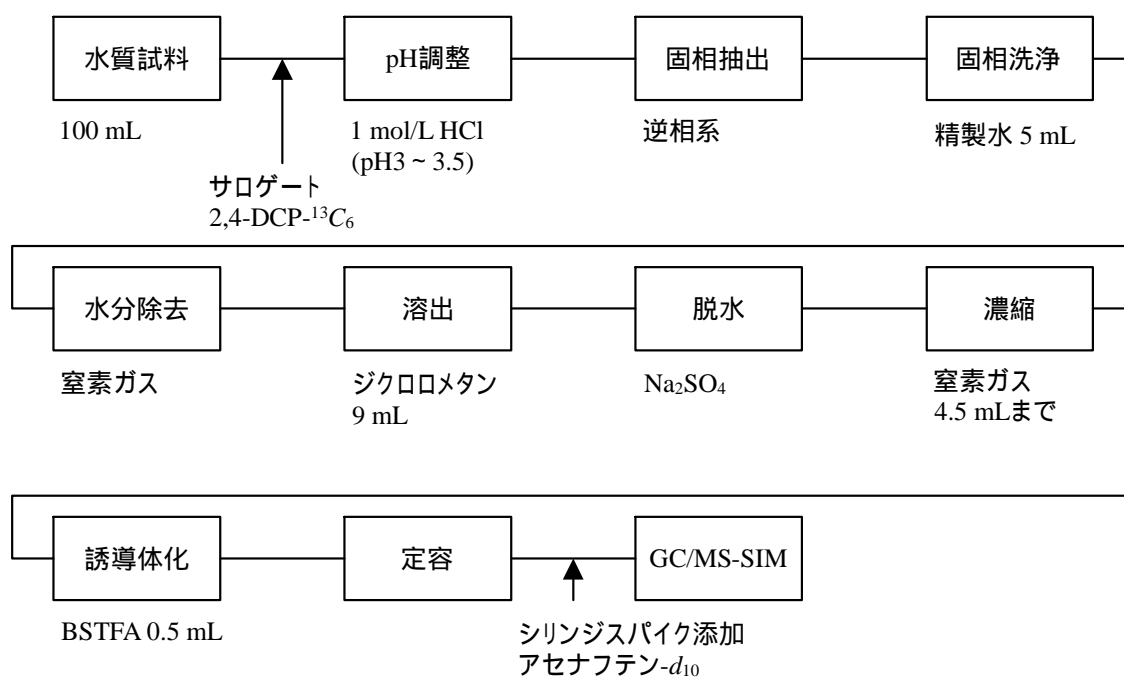 水質試料
pH調整
固相抽出
固相洗浄
100 mL
1 mol/L HCl
(pH3 ~ 3.5)
逆相系
精製水 5 mL
サロゲート
2,4-DCP-¹³C₆
水分除去
溶出
脱水
濃縮
窒素ガス
ジクロロメタン
9 mL
Na₂SO₄
窒素ガス
4.5 mLまで
誘導体化
定容
GC/MS-SIM
BSTFA 0.5 mL
シリンジスパイク添加
アセナフテン-d₁₀